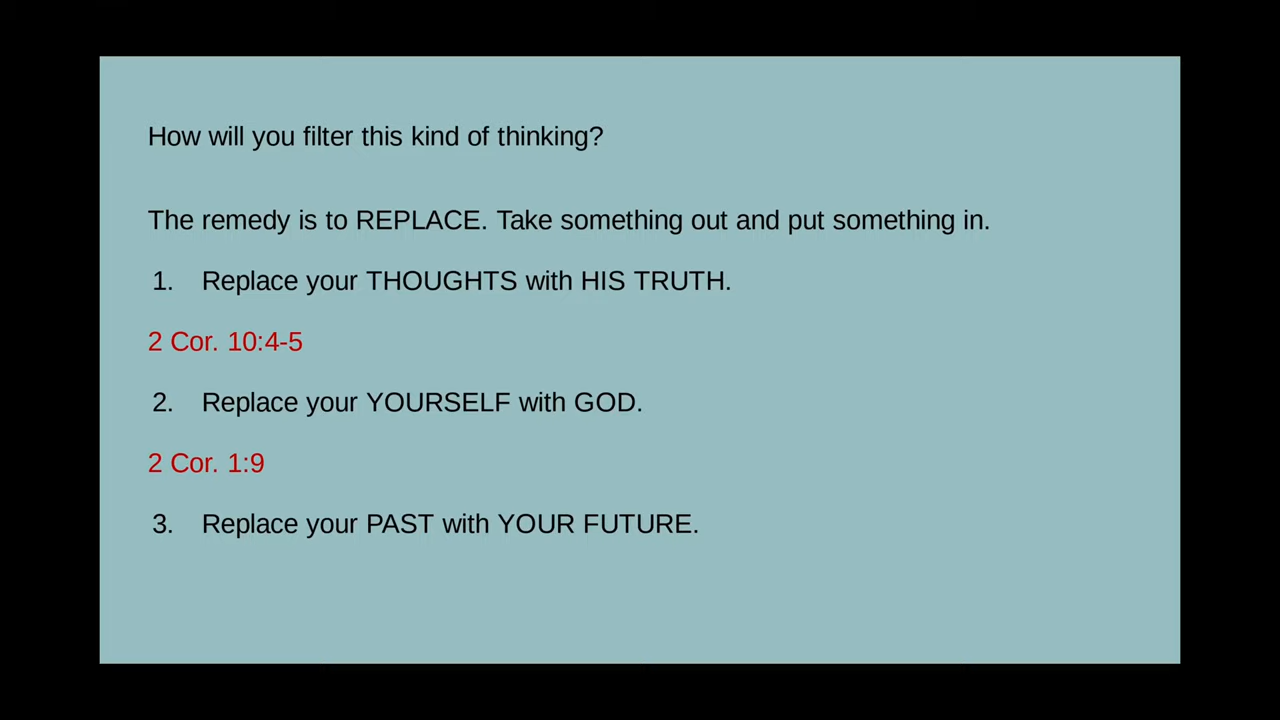 How will you filter this kind of thinking?
The remedy is to REPLACE. Take something out and put something in.
1. Replace your THOUGHTS with HIS TRUTH.
2 Cor. 10:4-5
2. Replace your YOURSELF with GOD.
2 Cor. 1:9
3. Replace your PAST with YOUR FUTURE.